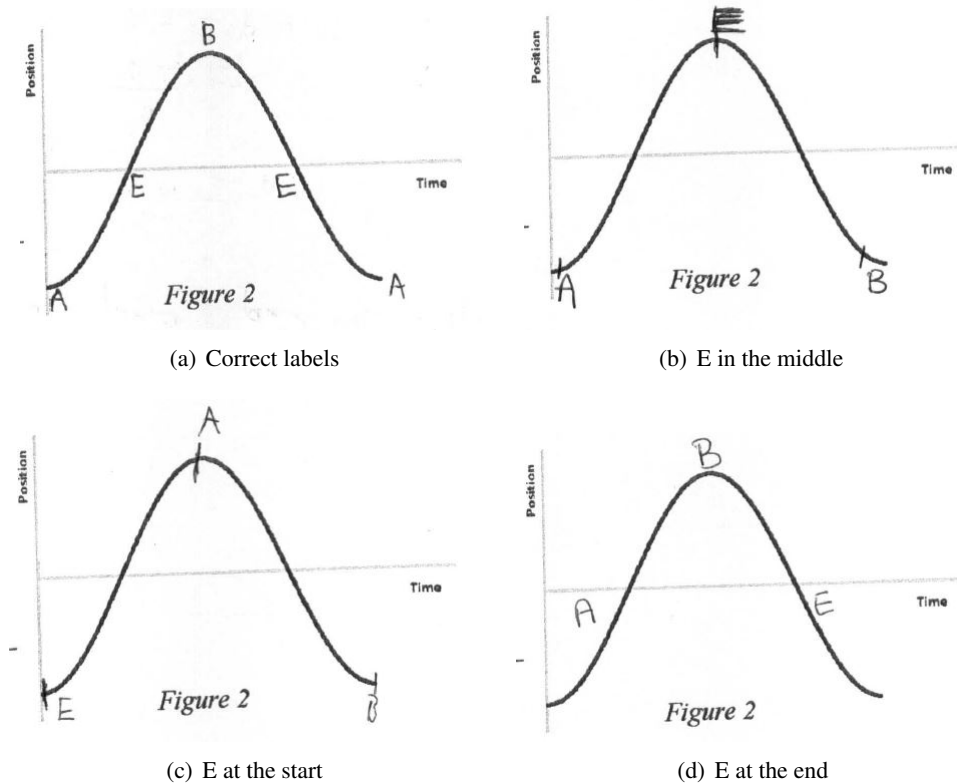 B
Position
E
E
Time
A
A
Figure 2
(a) Correct labels
E
Position
Time
A
B
Figure 2
(b) E in the middle
A
Position
Time
E
B
Figure 2
(c) E at the start
B
Position
A
E
Time
Figure 2
(d) E at the end